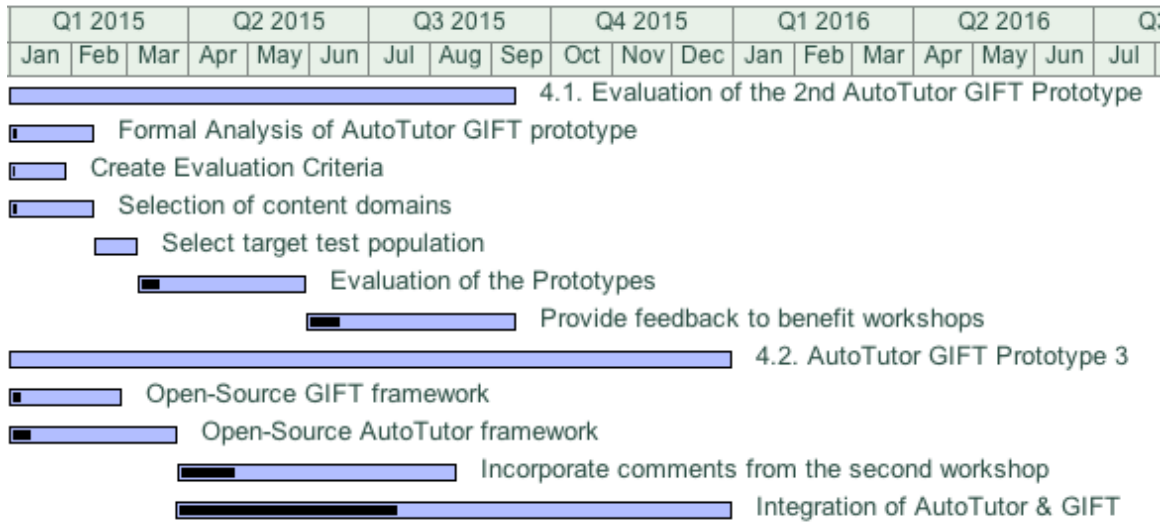 Q1 2015 Q2 2015 Q3 2015 Q4 2015 Q1 2016 Q2 2016 Q3
Jan Feb Mar Apr May Jun Jul Aug Sep Oct Nov Dec Jan Feb Mar Apr May Jun Jul
4.1. Evaluation of the 2nd AutoTutor GIFT Prototype
Formal Analysis of AutoTutor GIFT prototype
Create Evaluation Criteria
Selection of content domains
Select target test population
Evaluation of the Prototypes
Provide feedback to benefit workshops
4.2. AutoTutor GIFT Prototype 3
Open-Source GIFT framework
Open-Source AutoTutor framework
Incorporate comments from the second workshop
Integration of AutoTutor & GIFT